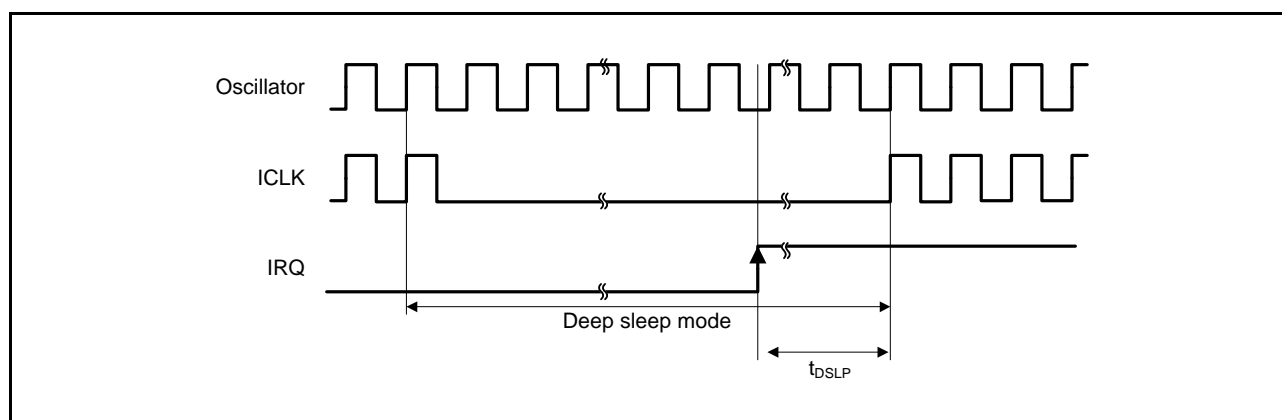 Oscillator
ICLK
IRQ
Deep sleep mode
tDSLP